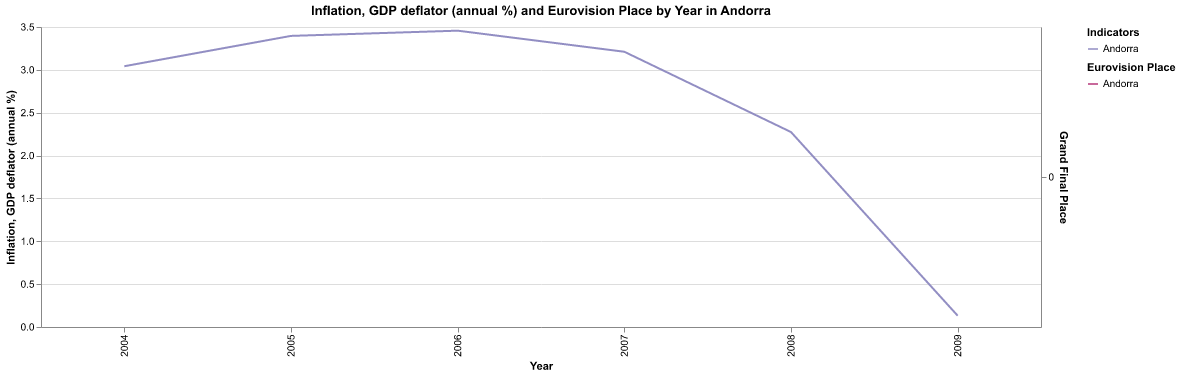 Inflation, GDP deflator (annual %) and Eurovision Place by Year in Andorra
Inflation, GDP deflator (annual %)
3.5
3.0
2.5
2.0
1.5
1.0
0.5
0.0
2004
2005
2006
2007
2008
2009
Year
0
Grand Final Place
Indicators
Andorra
Eurovision Place
Andorra